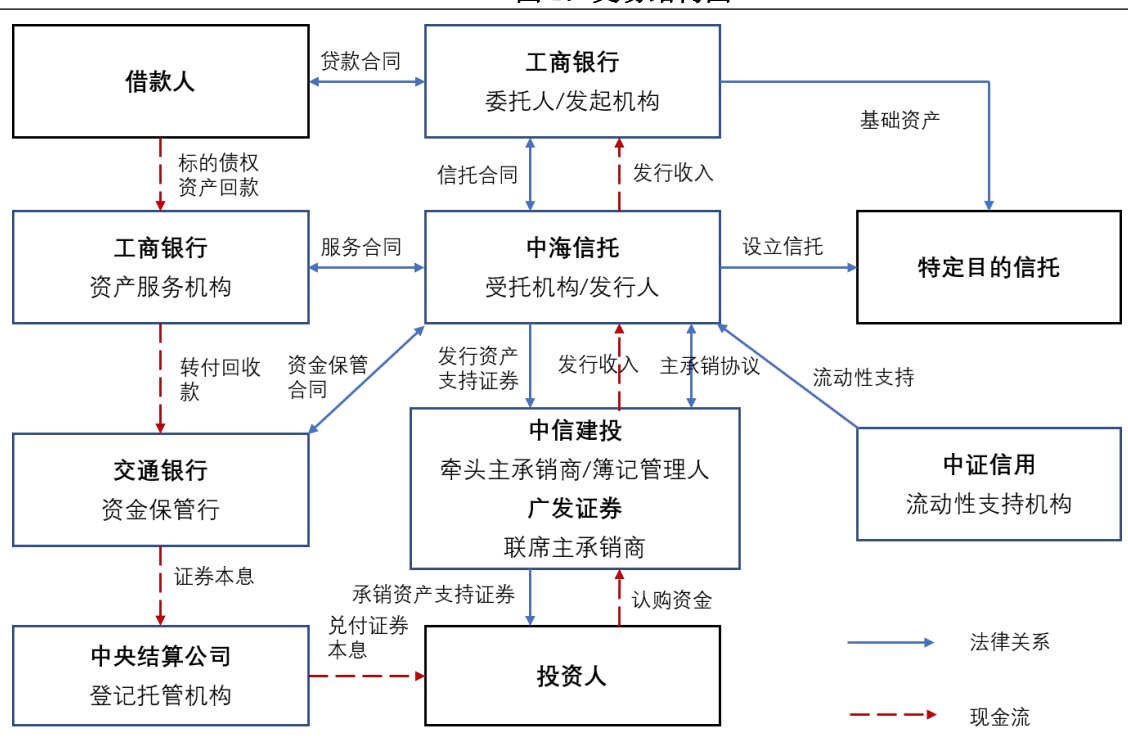 借款人
贷款合同
工商银行
委托人/发起机构
基础资产
标的债权
资产回款
信托合同
发行收入
工商银行
资产服务机构
服务合同
中海信托
受托机构/发行人
设立信托
特定目的信托
转付回收
款
资金保管
合同
发行资产
支持证券
发行收入
主承销协议
流动性支持
交通银行
资金保管行
中信建投
牵头主承销商/簿记管理人
广发证券
联席主承销商
中证信用
流动性支持机构
证券本息
承销资产支持证券
认购资金
兑付证券
本息
中央结算公司
登记托管机构
投资人
法律关系
现金流